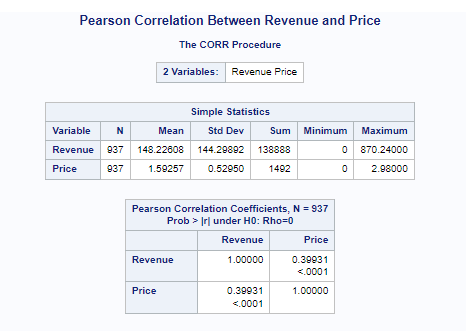 Pearson Correlation Between Revenue and Price
The CORR Procedure
2 Variables: Revenue Price
Simple Statistics
Variable N Mean Std Dev Sum Minimum Maximum
Revenue 937 148.22608 144.29892 138888 0 870.24000
Price 937 1.59257 0.52950 1492 0 2.98000
Pearson Correlation Coefficients, N = 937
Prob > |r| under H0: Rho=0
Revenue Price
Revenue 1.00000 0.39931
<.0001
Price 0.39931 1.00000
<.0001